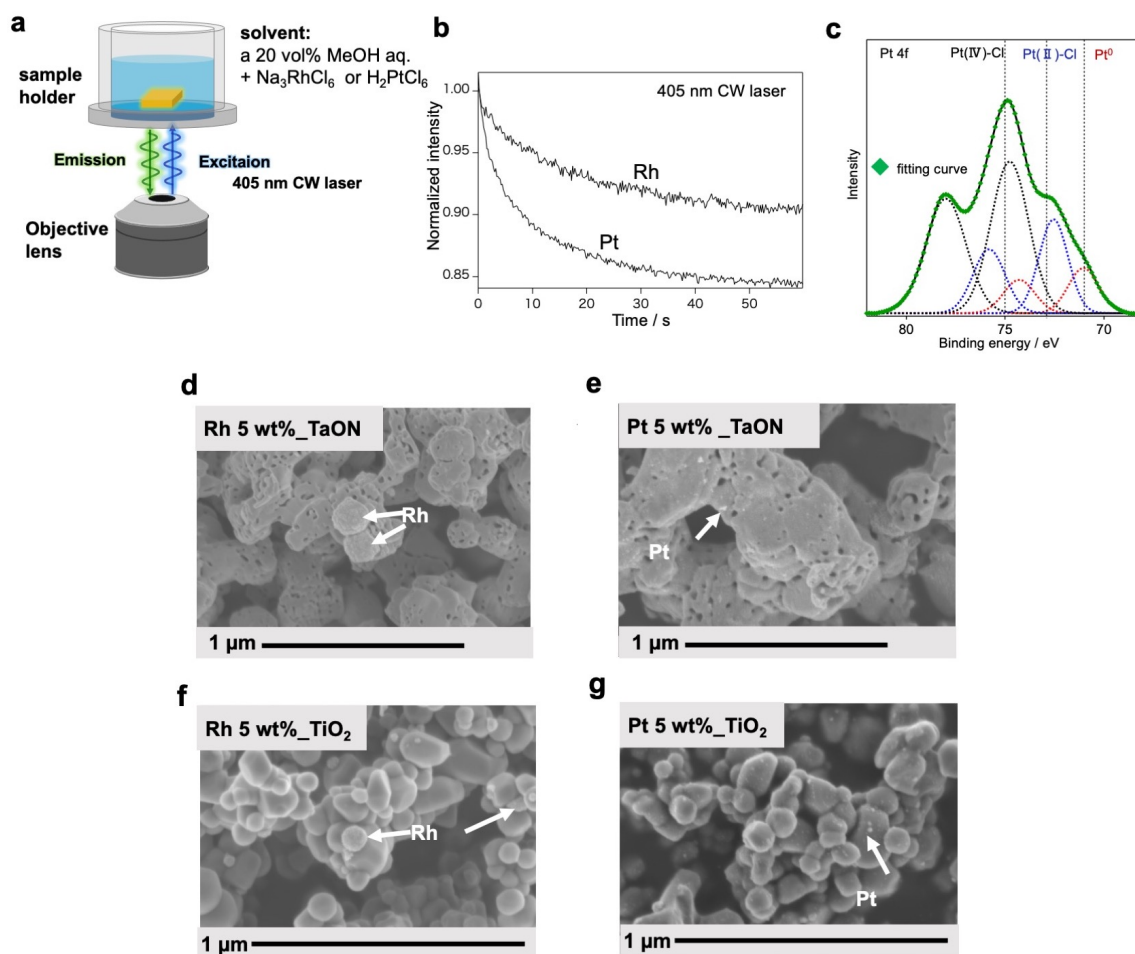 a
solvent:
a 20 vol% MeOH aq.
+ Na₃RhCl₆ or H₂PtCl₆
sample
holder
Emission
Excitaion
405 nm CW laser
Objective
lens
b
405 nm CW laser
Normalized intensity
1.00
0.95
0.90
0.85
Rh
Pt
0
10
20
30
40
50
Time / s
c
Pt 4f
Pt(IV)-Cl
Pt(Ⅱ)-Cl
Pt⁰
fitting curve
Intensity
80
75
70
Binding energy / eV
d
Rh 5 wt%_TaON
Rh
1 µm
e
Pt 5 wt% _TaON
Pt
1 µm
f
Rh 5 wt%_TiO₂
Rh
1 µm
g
Pt 5 wt%_TiO₂
Pt
1 µm